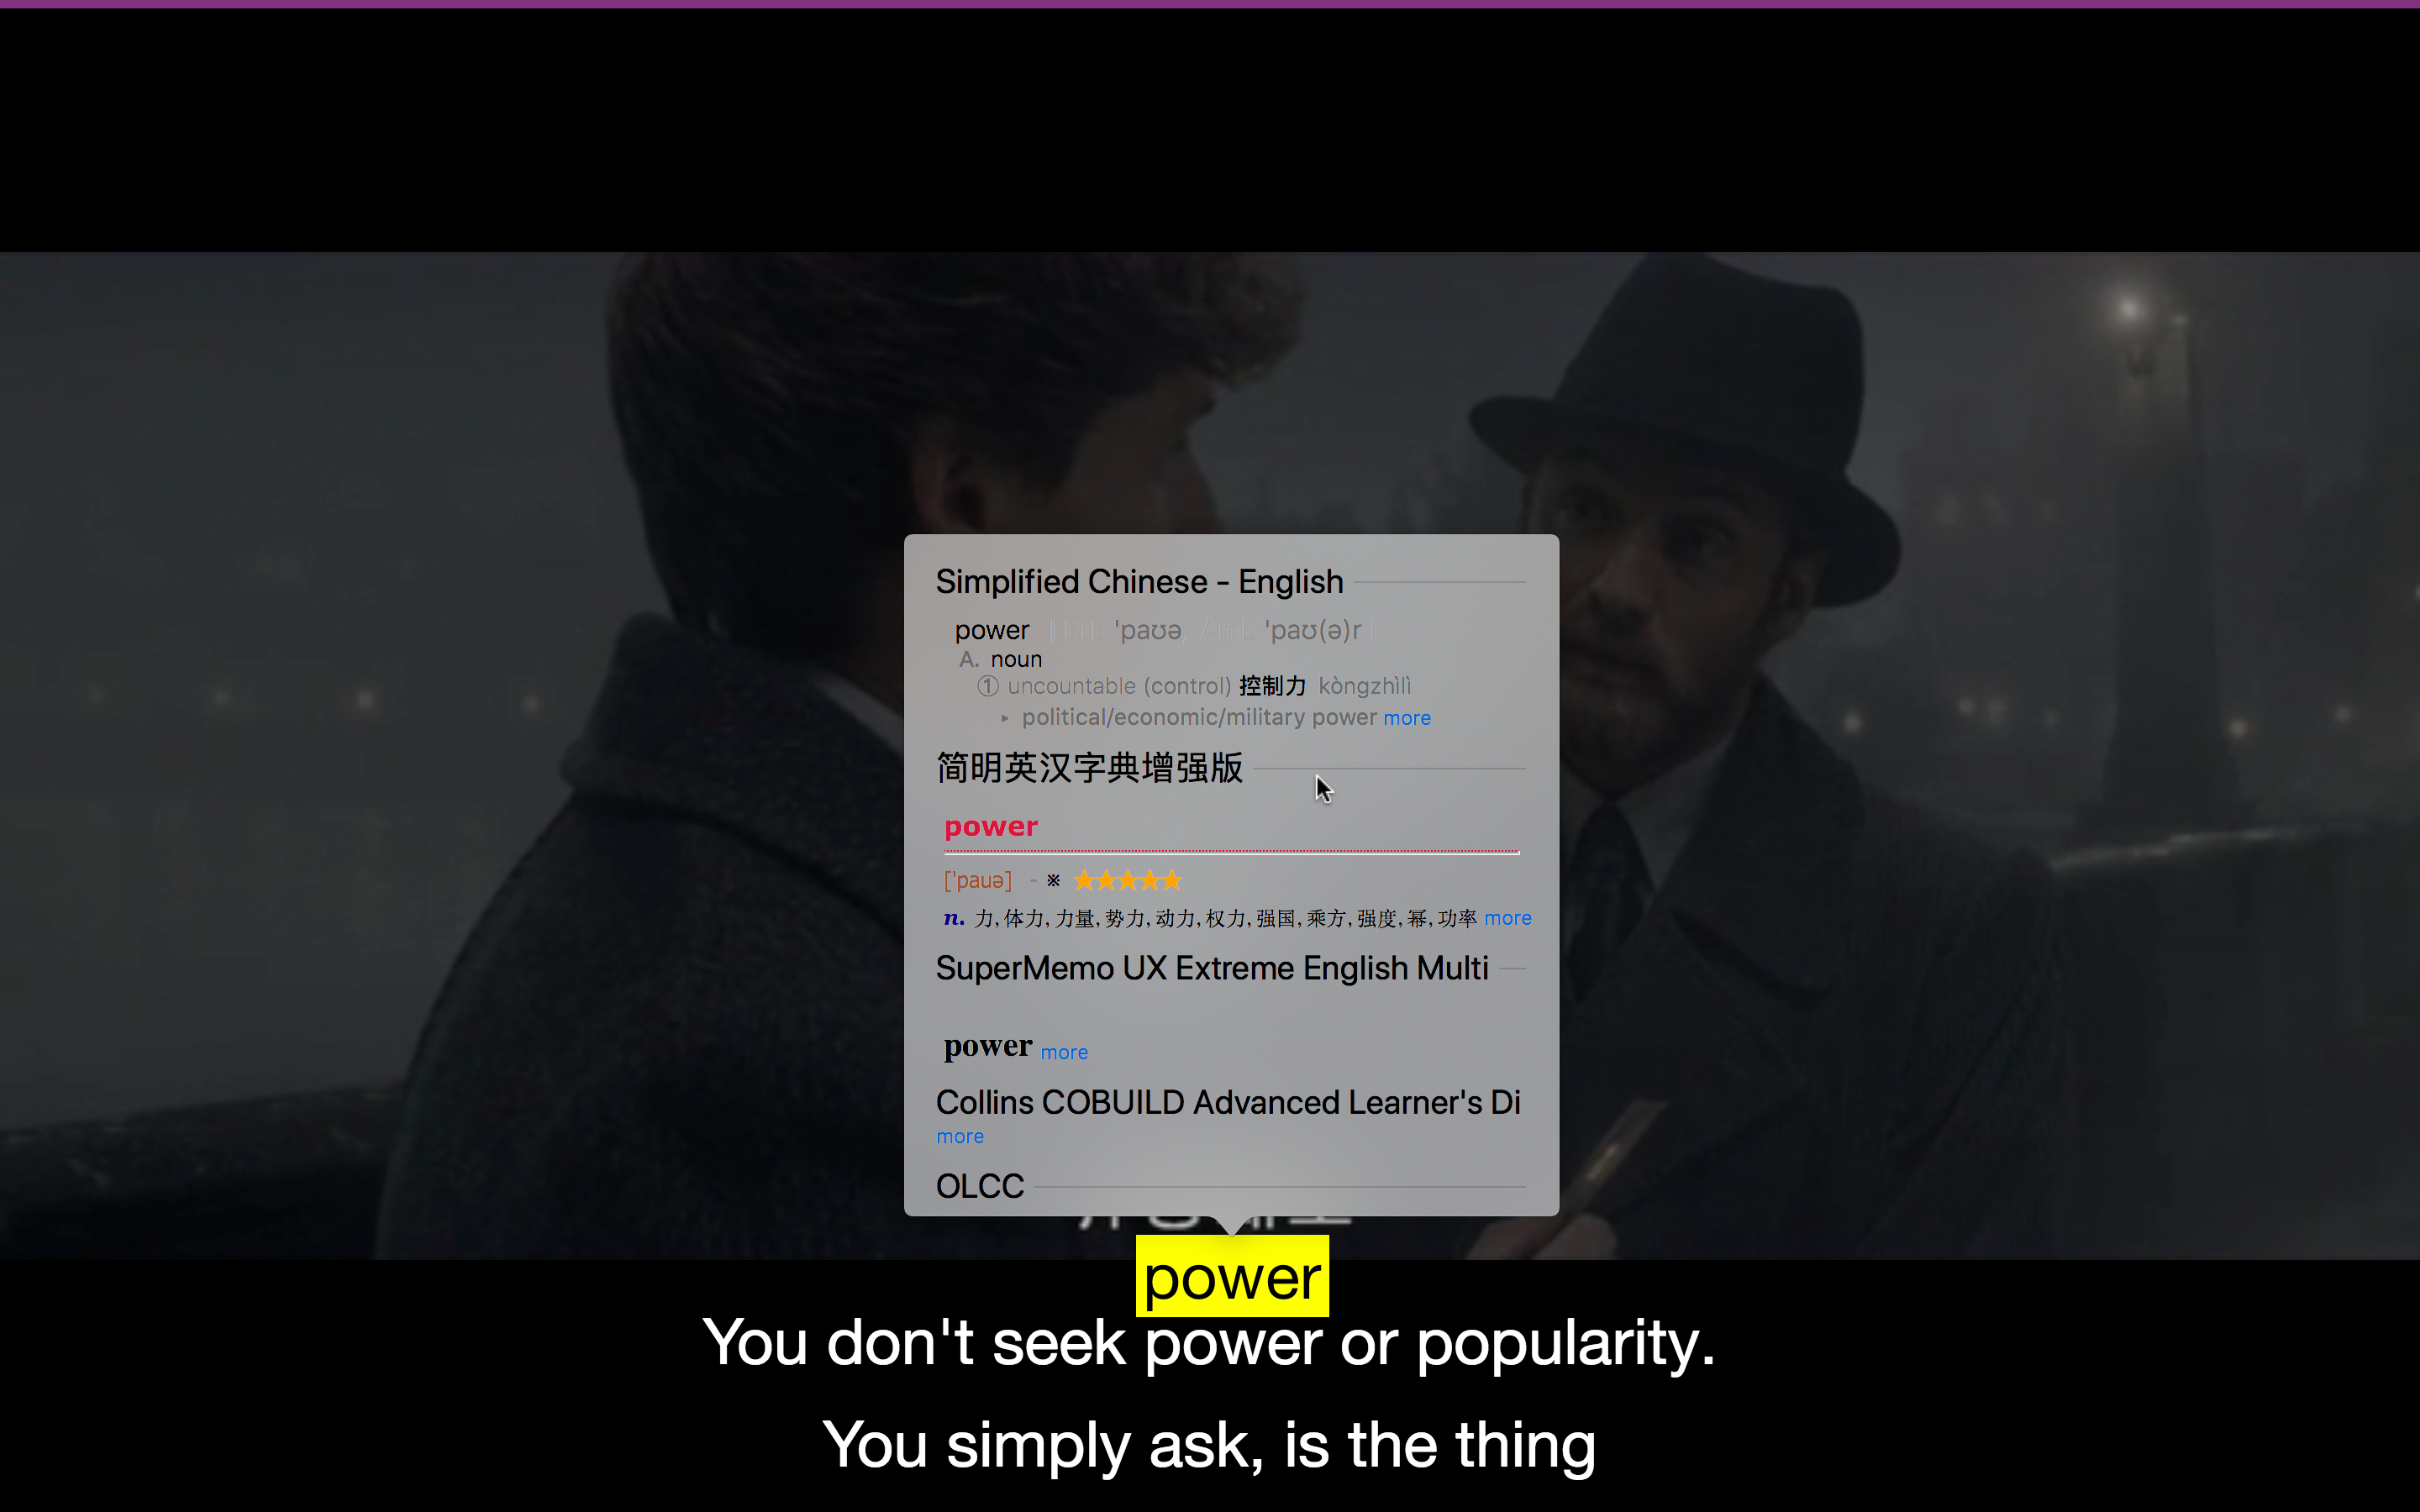 Simplified Chinese - English
power | BrE ˈpaʊə, AmE ˈpaʊ(ə)r |
A. noun
① uncountable (control) 控制力 kòngzhìlì
▸ political/economic/military power more
简明英汉字典增强版
power
['pauə] - ※ ★★★★★
n. 力, 体力, 力量, 势力, 动力, 权力, 强国, 乘方, 强度, 幂, 功率 more
SuperMemo UX Extreme English Multi
power more
Collins COBUILD Advanced Learner's Di
more
OLCC
power
You don't seek power or popularity.
You simply ask, is the thing